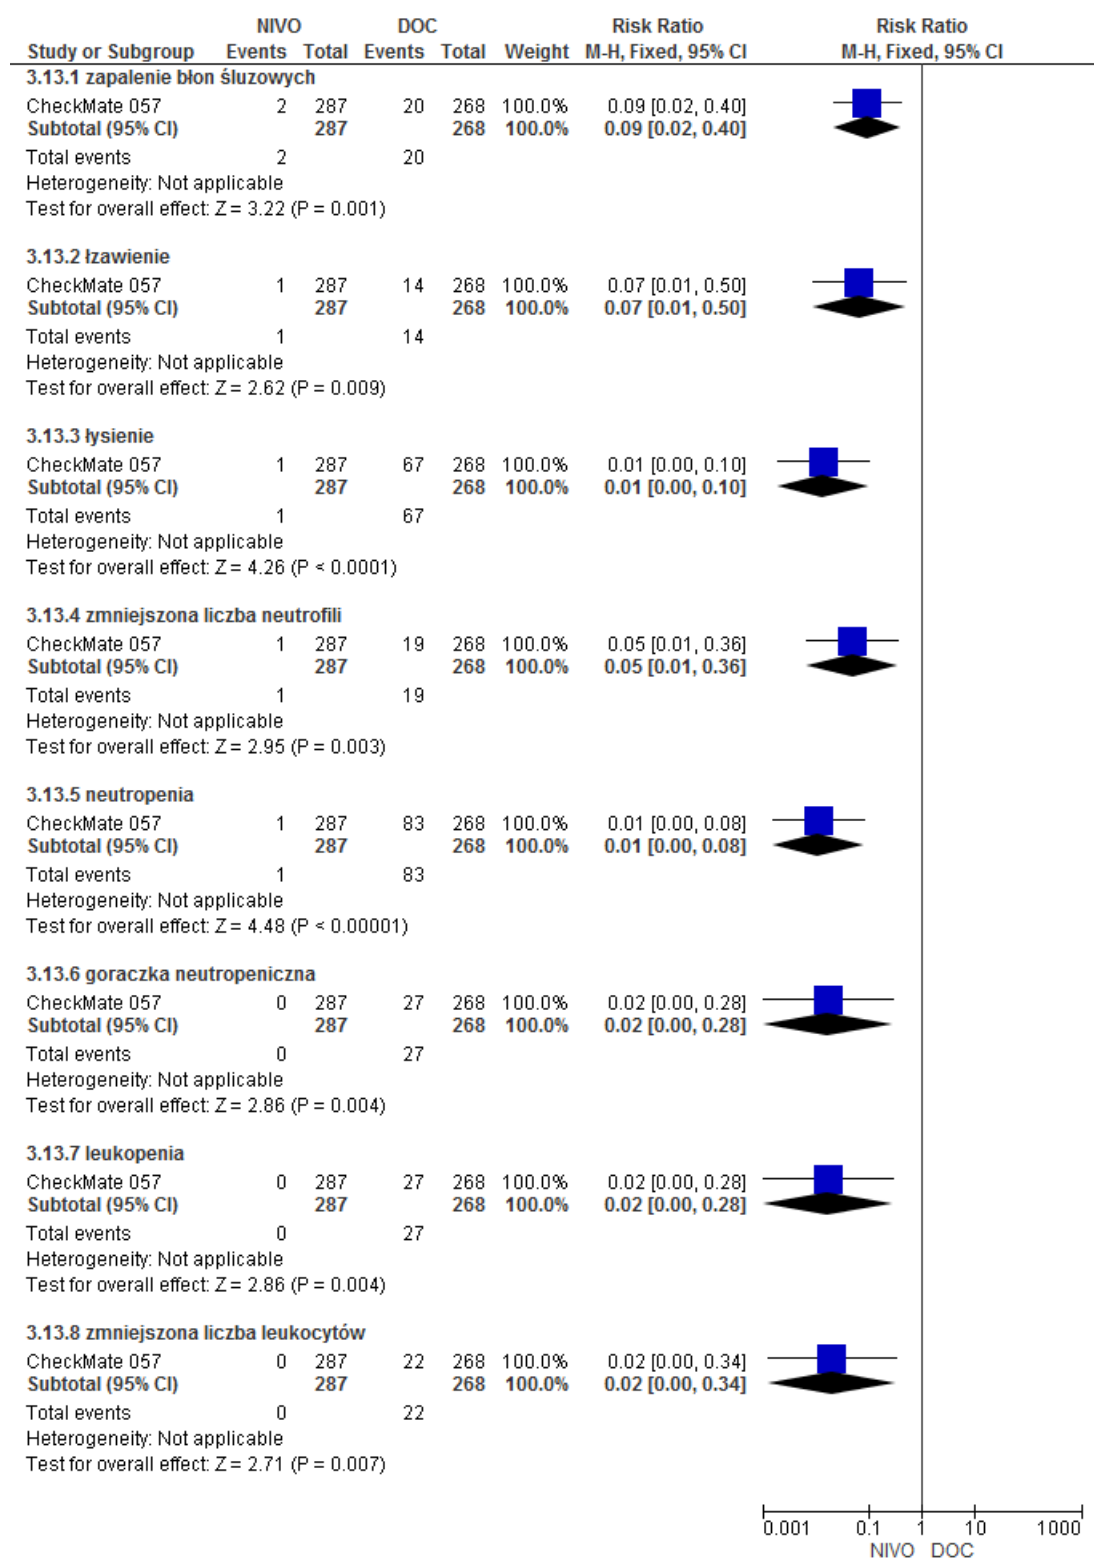 NIVO DOC Risk Ratio Risk Ratio
Study or Subgroup Events Total Events Total Weight M-H, Fixed, 95% CI M-H, Fixed, 95% CI
3.13.1 zapalenie błon śluzowych
CheckMate 057 2 287 20 268 100.0% 0.09 [0.02, 0.40]
Subtotal (95% CI) 287 268 100.0% 0.09 [0.02, 0.40]
Total events 2 20
Heterogeneity: Not applicable
Test for overall effect: Z = 3.22 (P = 0.001)
3.13.2 łzawienie
CheckMate 057 1 287 14 268 100.0% 0.07 [0.01, 0.50]
Subtotal (95% CI) 287 268 100.0% 0.07 [0.01, 0.50]
Total events 1 14
Heterogeneity: Not applicable
Test for overall effect: Z = 2.62 (P = 0.009)
3.13.3 łysienie
CheckMate 057 1 287 67 268 100.0% 0.01 [0.00, 0.10]
Subtotal (95% CI) 287 268 100.0% 0.01 [0.00, 0.10]
Total events 1 67
Heterogeneity: Not applicable
Test for overall effect: Z = 4.26 (P < 0.0001)
3.13.4 zmniejszona liczba neutrofili
CheckMate 057 1 287 19 268 100.0% 0.05 [0.01, 0.36]
Subtotal (95% CI) 287 268 100.0% 0.05 [0.01, 0.36]
Total events 1 19
Heterogeneity: Not applicable
Test for overall effect: Z = 2.95 (P = 0.003)
3.13.5 neutropenia
CheckMate 057 1 287 83 268 100.0% 0.01 [0.00, 0.08]
Subtotal (95% CI) 287 268 100.0% 0.01 [0.00, 0.08]
Total events 1 83
Heterogeneity: Not applicable
Test for overall effect: Z = 4.48 (P < 0.00001)
3.13.6 goraczka neutropeniczna
CheckMate 057 0 287 27 268 100.0% 0.02 [0.00, 0.28]
Subtotal (95% CI) 287 268 100.0% 0.02 [0.00, 0.28]
Total events 0 27
Heterogeneity: Not applicable
Test for overall effect: Z = 2.86 (P = 0.004)
3.13.7 leukopenia
CheckMate 057 0 287 27 268 100.0% 0.02 [0.00, 0.28]
Subtotal (95% CI) 287 268 100.0% 0.02 [0.00, 0.28]
Total events 0 27
Heterogeneity: Not applicable
Test for overall effect: Z = 2.86 (P = 0.004)
3.13.8 zmniejszona liczba leukocytów
CheckMate 057 0 287 22 268 100.0% 0.02 [0.00, 0.34]
Subtotal (95% CI) 287 268 100.0% 0.02 [0.00, 0.34]
Total events 0 22
Heterogeneity: Not applicable
Test for overall effect: Z = 2.71 (P = 0.007)
0.001 0.1 1 10 1000
NIVO DOC